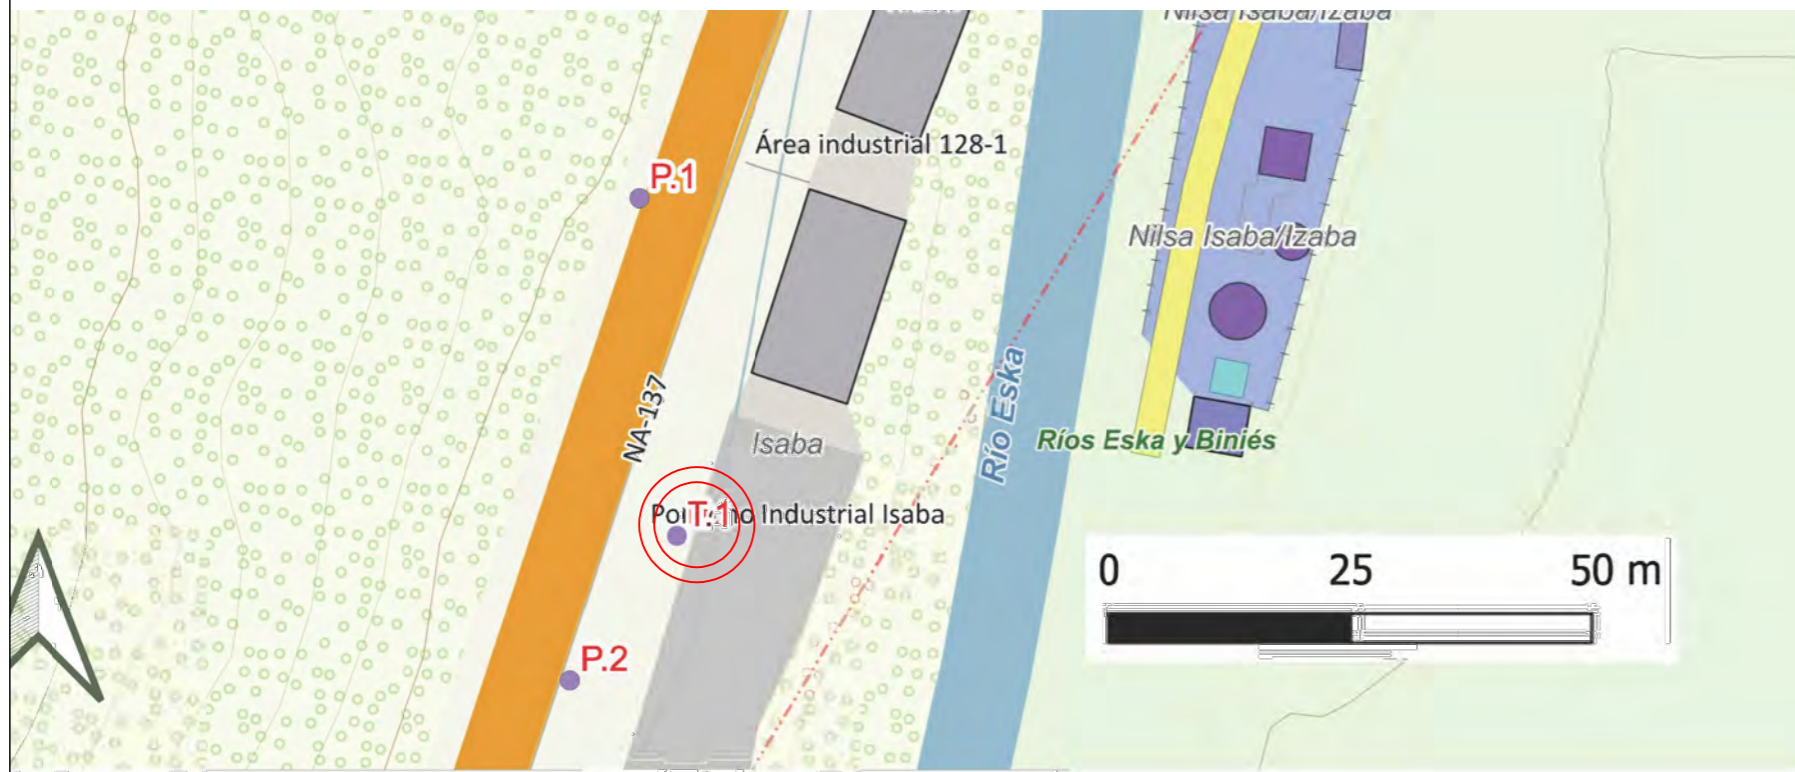 Nilsa Isaba/Izaba
Área industrial 128-1
P.1
Nilsa Isaba/Izaba
NA-137
Río Eska
Isaba
Ríos Eska y Biniés
T.1
Industrial Isaba
0 25 50 m
P.2